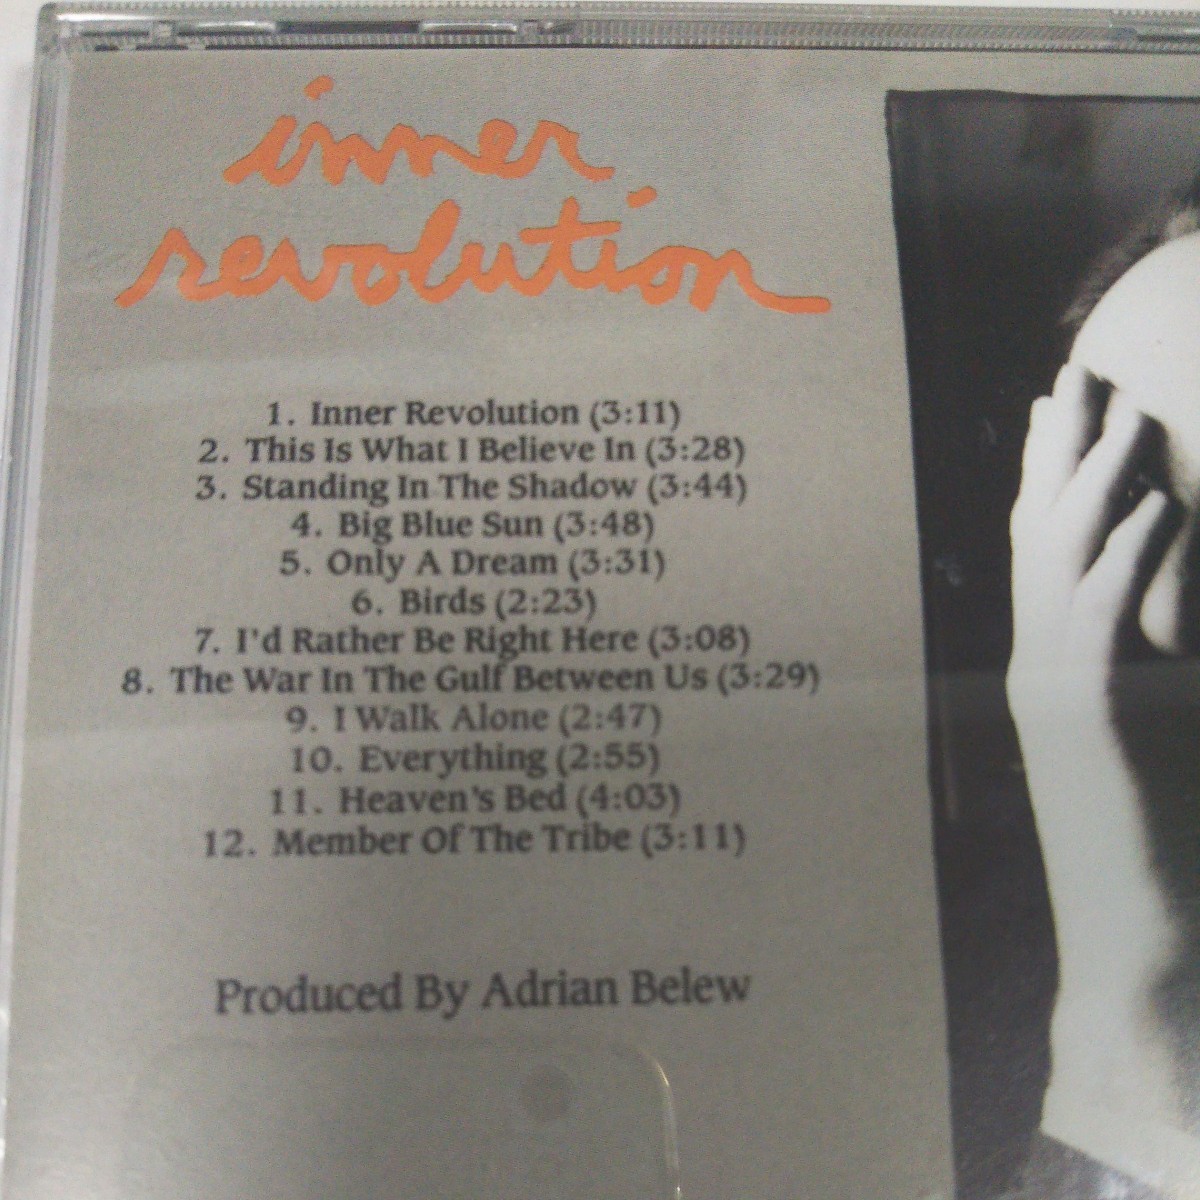 inner
revolution
1. Inner Revolution (3:11)
2. This Is What I Believe In (3:28)
3. Standing In The Shadow (3:44)
4. Big Blue Sun (3:48)
5. Only A Dream (3:31)
6. Birds (2:23)
7. I'd Rather Be Right Here (3:08)
8. The War In The Gulf Between Us (3:29)
9. I Walk Alone (2:47)
10. Everything (2:55)
11. Heaven's Bed (4:03)
12. Member Of The Tribe (3:11)
Produced By Adrian Belew